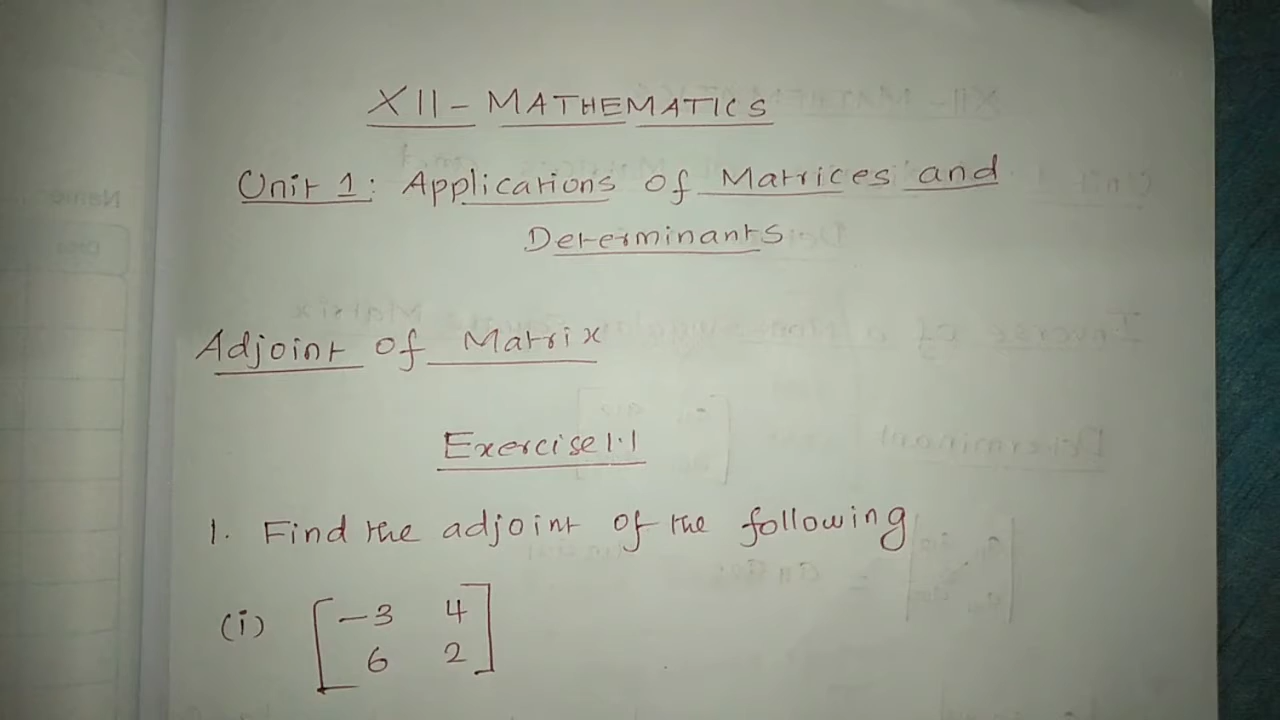 XII - MATHEMATICS
Unit 1: Applications of Matrices and
Determinants
Adjoint of Matrix
Exercise 1.1
1. Find the adjoint of the following
(i) [ -3 4
6 2 ]